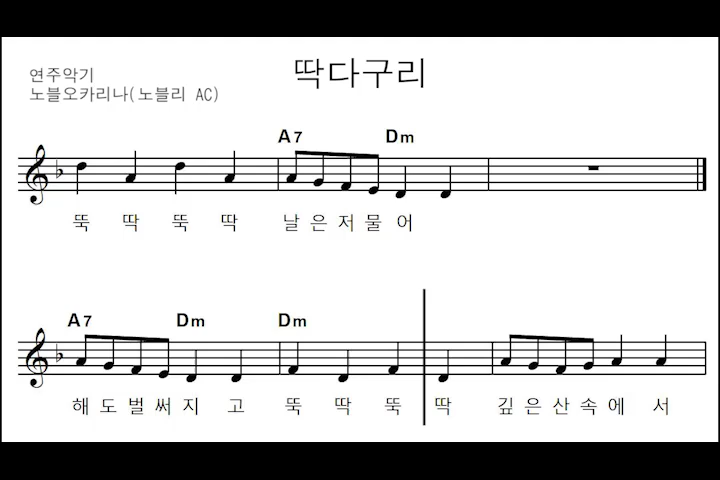 딱다구리
연주악기
노블오카리나(노블리 AC)
A7 Dm
뚝 딱 뚝 딱 날 은 저 물 어
A7 Dm Dm
해 도 벌 써 지 고 뚝 딱 뚝 딱 깊 은 산 속 에 서